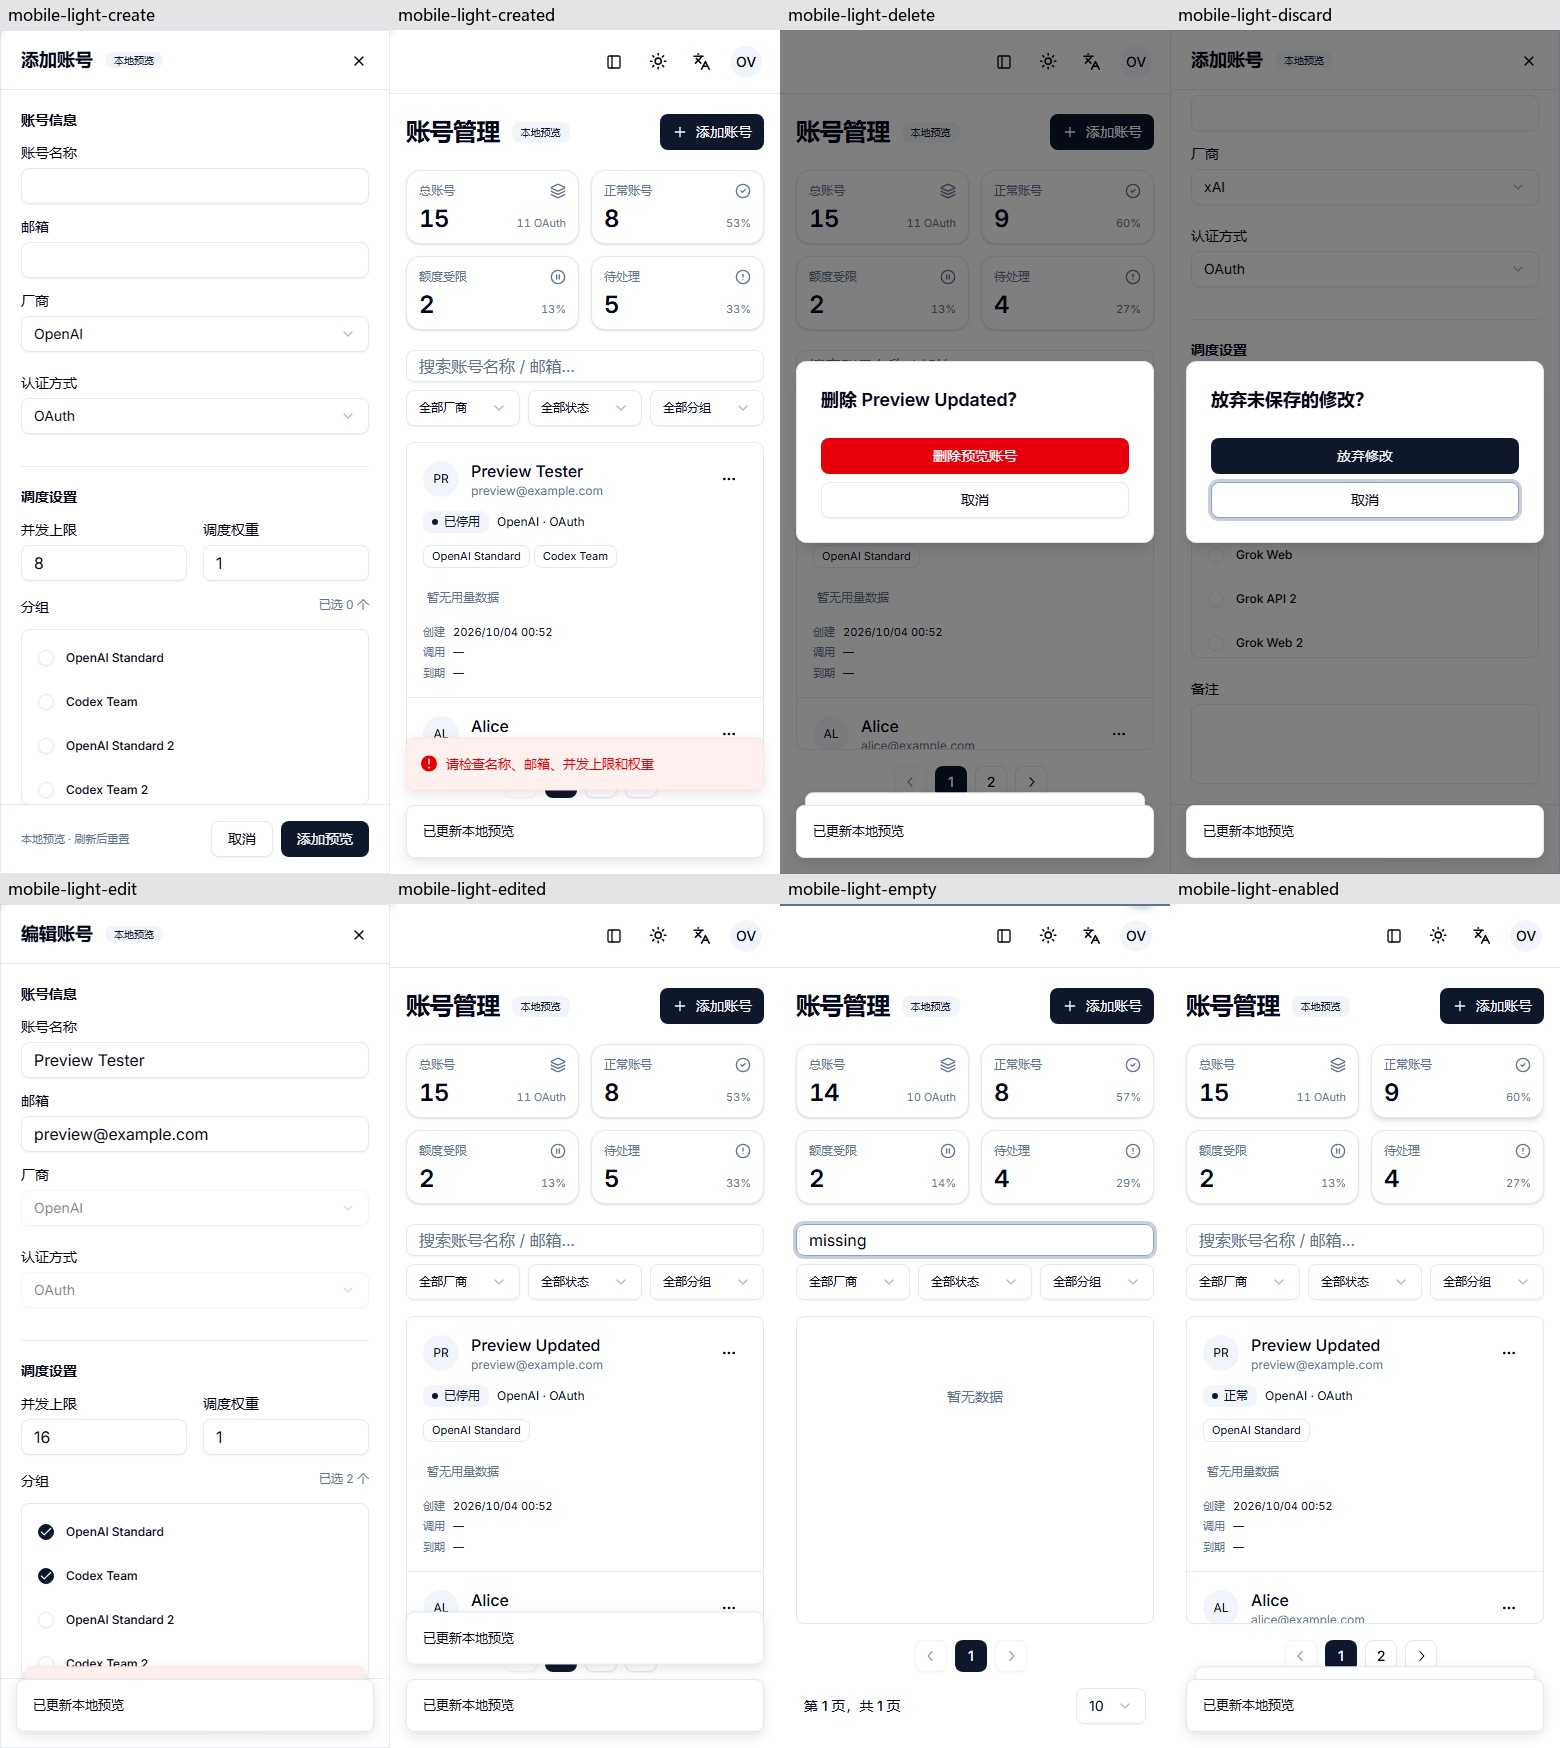 mobile-light-create
添加账号
本地预览
账号信息
账号名称
邮箱
厂商
OpenAI
认证方式
OAuth
调度设置
并发上限
调度权重
8
1
分组
已选 0 个
OpenAI Standard
Codex Team
OpenAI Standard 2
Codex Team 2
本地预览 · 刷新后重置
取消
添加预览
mobile-light-created
OV
账号管理
本地预览
添加账号
总账号
15
11 OAuth
正常账号
8
53%
额度受限
2
13%
待处理
5
33%
搜索账号名称 / 邮箱...
全部厂商
全部状态
全部分组
PR
Preview Tester
preview@example.com
已停用
OpenAI · OAuth
OpenAI Standard
Codex Team
暂无用量数据
创建 2026/10/04 00:52
调用 —
到期 —
AL
Alice
请检查名称、邮箱、并发上限和权重
已更新本地预览
mobile-light-delete
OV
账号管理
本地预览
添加账号
总账号
15
11 OAuth
正常账号
9
60%
额度受限
2
13%
待处理
4
27%
删除 Preview Updated?
删除预览账号
取消
OpenAI Standard
暂无用量数据
创建 2026/10/04 00:52
调用 —
到期 —
AL
Alice
alice@example.com
1
2
已更新本地预览
mobile-light-discard
添加账号
本地预览
厂商
xAI
认证方式
OAuth
调度设置
放弃未保存的修改?
放弃修改
取消
Grok Web
Grok API 2
Grok Web 2
备注
已更新本地预览
mobile-light-edit
编辑账号
本地预览
账号信息
账号名称
Preview Tester
邮箱
preview@example.com
厂商
OpenAI
认证方式
OAuth
调度设置
并发上限
调度权重
16
1
分组
已选 2 个
OpenAI Standard
Codex Team
OpenAI Standard 2
Codex Team 2
已更新本地预览
mobile-light-edited
OV
账号管理
本地预览
添加账号
总账号
15
11 OAuth
正常账号
8
53%
额度受限
2
13%
待处理
5
33%
搜索账号名称 / 邮箱...
全部厂商
全部状态
全部分组
PR
Preview Updated
preview@example.com
已停用
OpenAI · OAuth
OpenAI Standard
暂无用量数据
创建 2026/10/04 00:52
调用 —
到期 —
AL
Alice
已更新本地预览
已更新本地预览
mobile-light-empty
OV
账号管理
本地预览
添加账号
总账号
14
10 OAuth
正常账号
8
57%
额度受限
2
14%
待处理
4
29%
missing
全部厂商
全部状态
全部分组
暂无数据
1
第 1 页，共 1 页
10
mobile-light-enabled
OV
账号管理
本地预览
添加账号
总账号
15
11 OAuth
正常账号
9
60%
额度受限
2
13%
待处理
4
27%
搜索账号名称 / 邮箱...
全部厂商
全部状态
全部分组
PR
Preview Updated
preview@example.com
正常
OpenAI · OAuth
OpenAI Standard
暂无用量数据
创建 2026/10/04 00:52
调用 —
到期 —
AL
Alice
alice@example.com
1
2
已更新本地预览